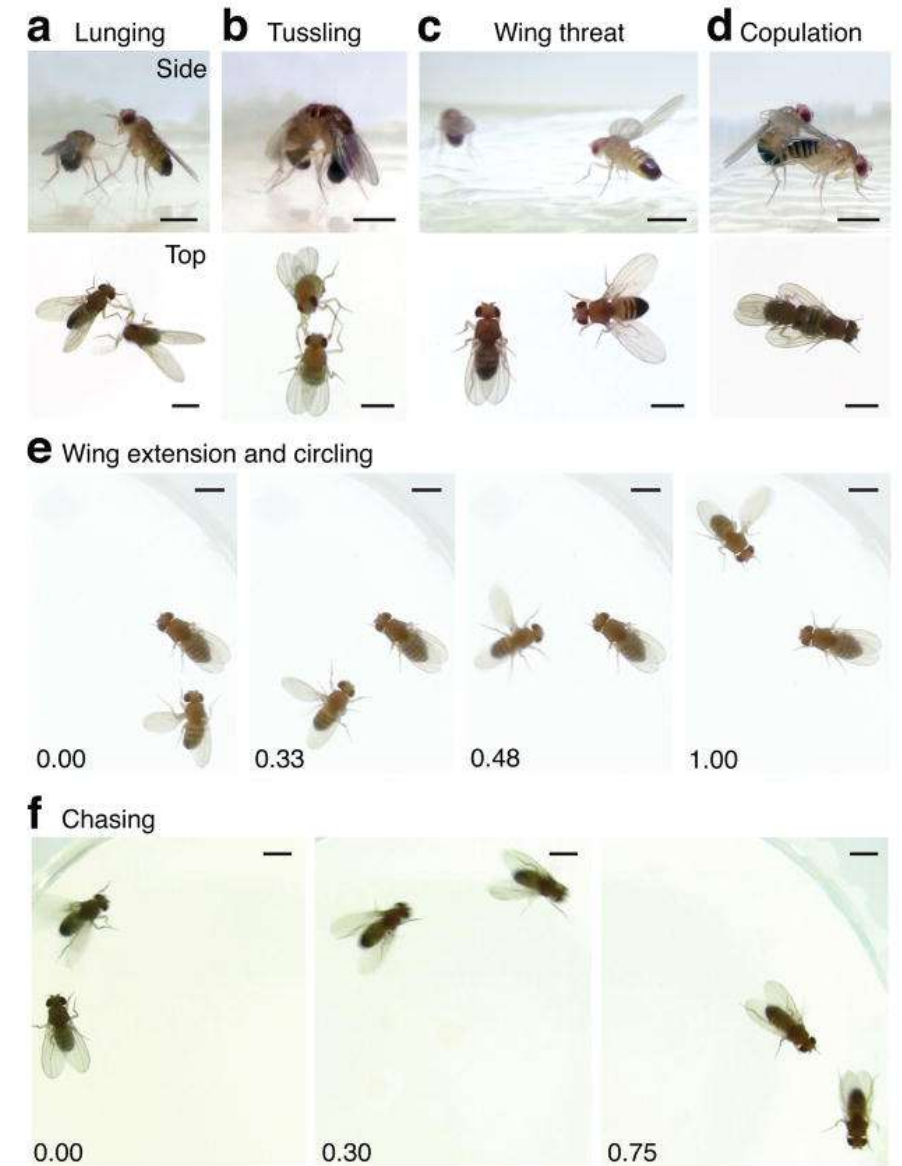 a Lunging
b Tussling
c Wing threat
d Copulation
Side
Top
e Wing extension and circling
0.00
0.33
0.48
1.00
f Chasing
0.00
0.30
0.75